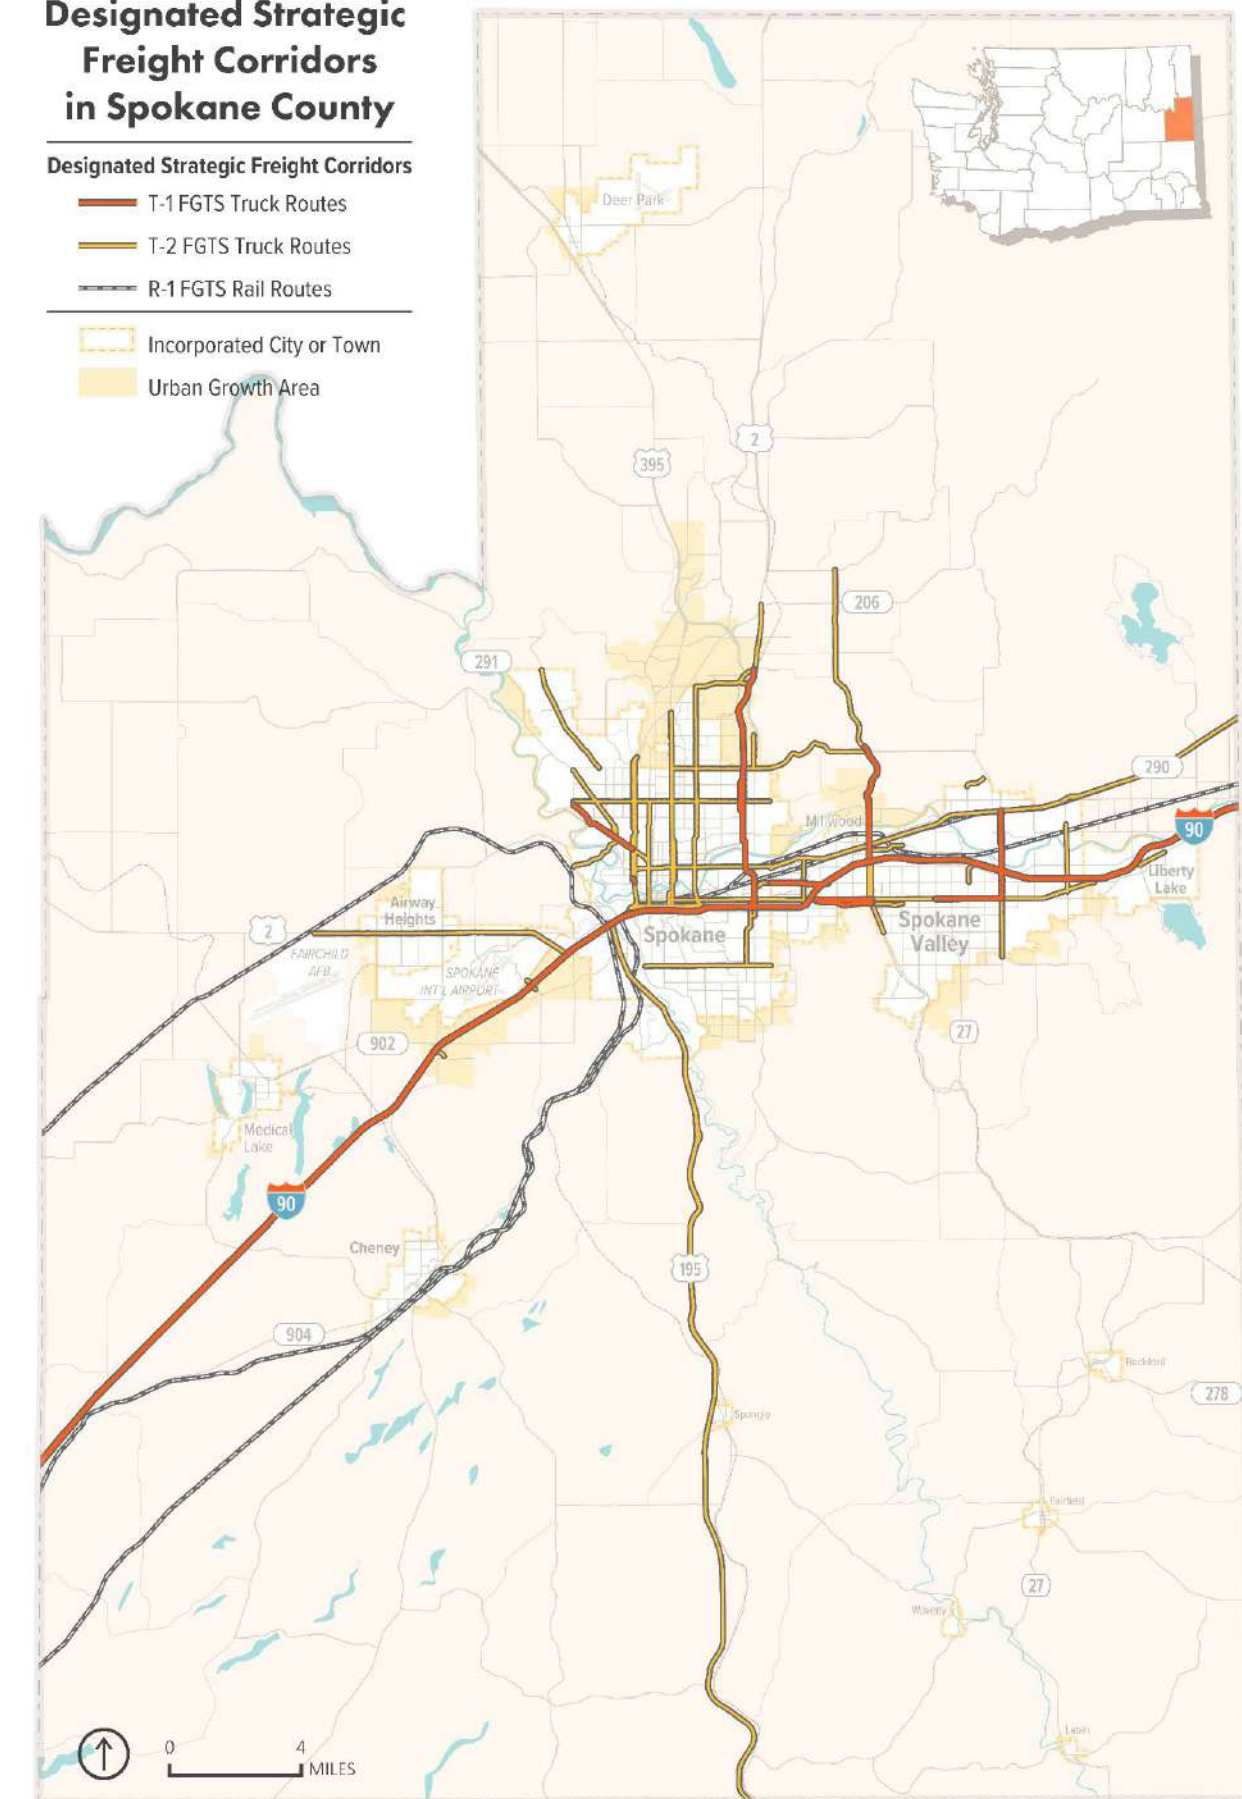 Designated Strategic
Freight Corridors
in Spokane County
Designated Strategic Freight Corridors
T-1 FGTS Truck Routes
T-2 FGTS Truck Routes
R-1 FGTS Rail Routes
Incorporated City or Town
Urban Growth Area
Deer Park
2
395
206
291
290
Millwood
90
Liberty
Lake
Airway
Heights
2
Spokane
Spokane
Valley
FAIRCHILD
AFB
SPOKANE
INT'L AIRPORT
902
27
Medical
Lake
90
Cheney
195
904
Rockford
278
Spangle
Fairfield
27
Waverly
Latah
0
4
MILES